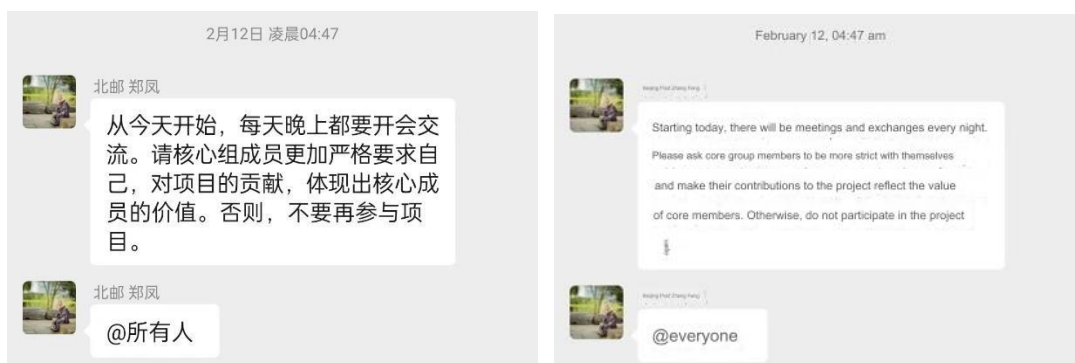 2月12日 凌晨04:47
北邮 郑凤
从今天开始，每天晚上都要开会交
流。请核心组成员更加严格要求自
己，对项目的贡献，体现出核心成
员的价值。否则，不要再参与项
目。
北邮 郑凤
@所有人
February 12, 04:47 am
Starting today, there will be meetings and exchanges every night.
Please ask core group members to be more strict with themselves
and make their contributions to the project reflect the value
of core members. Otherwise, do not participate in the project
@everyone